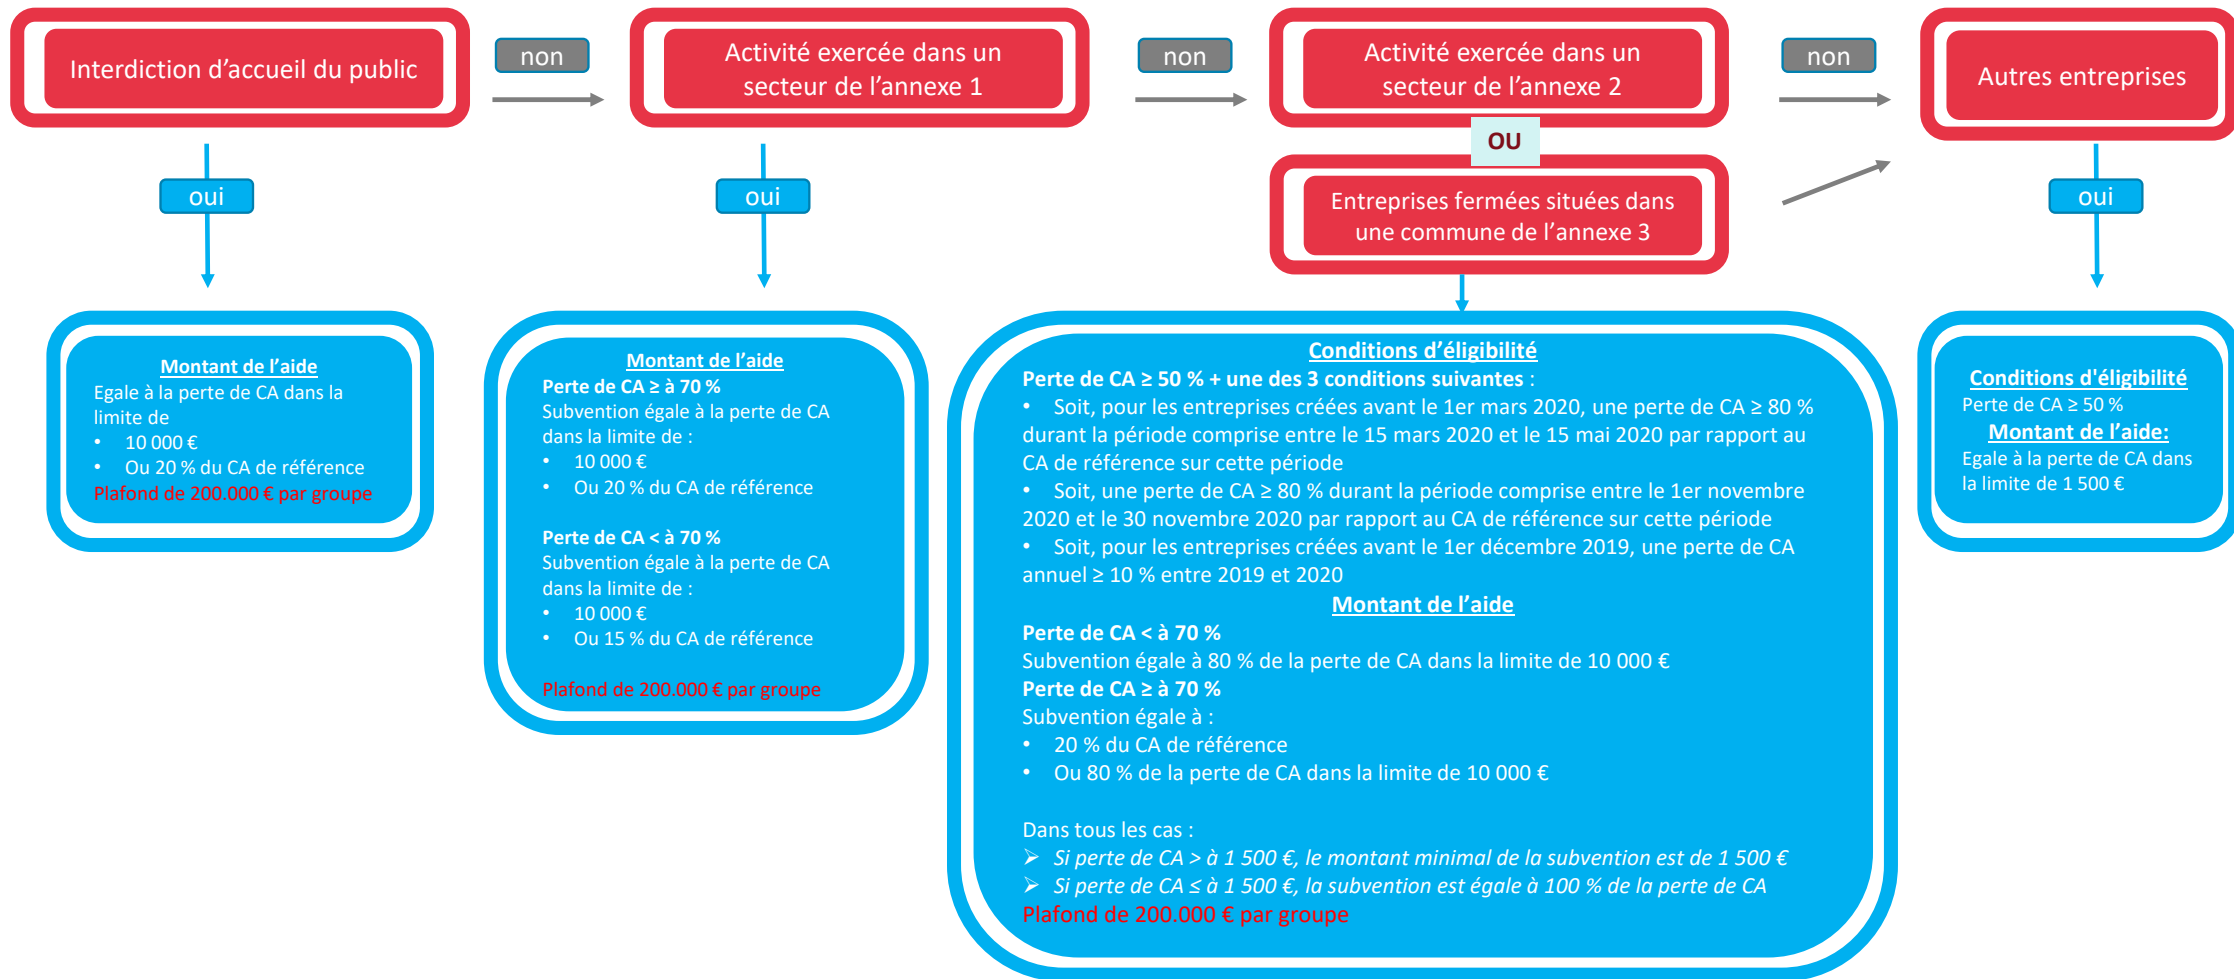 Interdiction d’accueil du public
non
Activité exercée dans un
secteur de l’annexe 1
non
Activité exercée dans un
secteur de l’annexe 2
non
Autres entreprises
OU
Entreprises fermées situées dans
une commune de l’annexe 3
oui
oui
oui
Montant de l’aide
Egale à la perte de CA dans la
limite de
• 10 000 €
• Ou 20 % du CA de référence
Plafond de 200.000 € par groupe
Montant de l’aide
Perte de CA ≥ à 70 %
Subvention égale à la perte de CA
dans la limite de :
• 10 000 €
• Ou 20 % du CA de référence
Perte de CA < à 70 %
Subvention égale à la perte de CA
dans la limite de :
• 10 000 €
• Ou 15 % du CA de référence
Plafond de 200.000 € par groupe
Conditions d’éligibilité
Perte de CA ≥ 50 % + une des 3 conditions suivantes :
• Soit, pour les entreprises créées avant le 1er mars 2020, une perte de CA ≥ 80 %
durant la période comprise entre le 15 mars 2020 et le 15 mai 2020 par rapport au
CA de référence sur cette période
• Soit, une perte de CA ≥ 80 % durant la période comprise entre le 1er novembre
2020 et le 30 novembre 2020 par rapport au CA de référence sur cette période
• Soit, pour les entreprises créées avant le 1er décembre 2019, une perte de CA
annuel ≥ 10 % entre 2019 et 2020
Montant de l’aide
Perte de CA < à 70 %
Subvention égale à 80 % de la perte de CA dans la limite de 10 000 €
Perte de CA ≥ à 70 %
Subvention égale à :
• 20 % du CA de référence
• Ou 80 % de la perte de CA dans la limite de 10 000 €
Dans tous les cas :
➢ Si perte de CA > à 1 500 €, le montant minimal de la subvention est de 1 500 €
➢ Si perte de CA ≤ à 1 500 €, la subvention est égale à 100 % de la perte de CA
Plafond de 200.000 € par groupe
Conditions d'éligibilité
Perte de CA ≥ 50 %
Montant de l’aide:
Egale à la perte de CA dans
la limite de 1 500 €